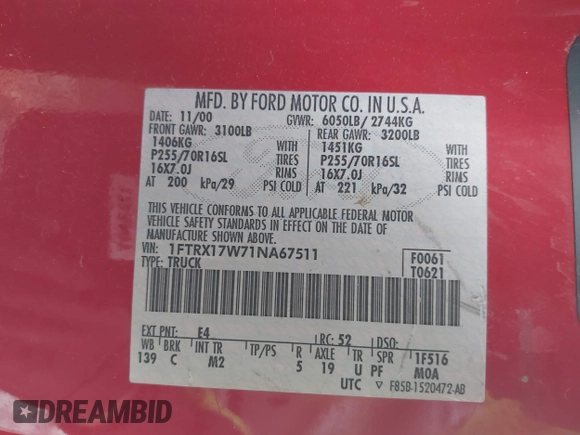 MFD. BY FORD MOTOR CO. IN U.S.A.
DATE: 11/00 GVWR: 6050LB/ 2744KG
FRONT GAWR: 3100LB REAR GAWR: 3200LB
1406KG WITH 1451KG WITH
P255/70R16SL TIRES P255/70R16SL TIRES
16X7.0J RIMS 16X7.0J RIMS
AT 200 kPa/29 PSI COLD AT 221 kPa/32 PSI COLD
THIS VEHICLE CONFORMS TO ALL APPLICABLE FEDERAL MOTOR
VEHICLE SAFETY STANDARDS IN EFFECT ON THE DATE OF
MANUFACTURE SHOWN ABOVE.
VIN: 1FTRX17W71NA67511 F0061
TYPE: TRUCK T0621
EXT PNT: E4 RC: 52 DSO:
WB BRK INT TR TP/PS R AXLE TR SPR 1F516
139 C M2 5 19 U PF M0A
UTC ▽ F85B-1520472-AB
DREAMBID